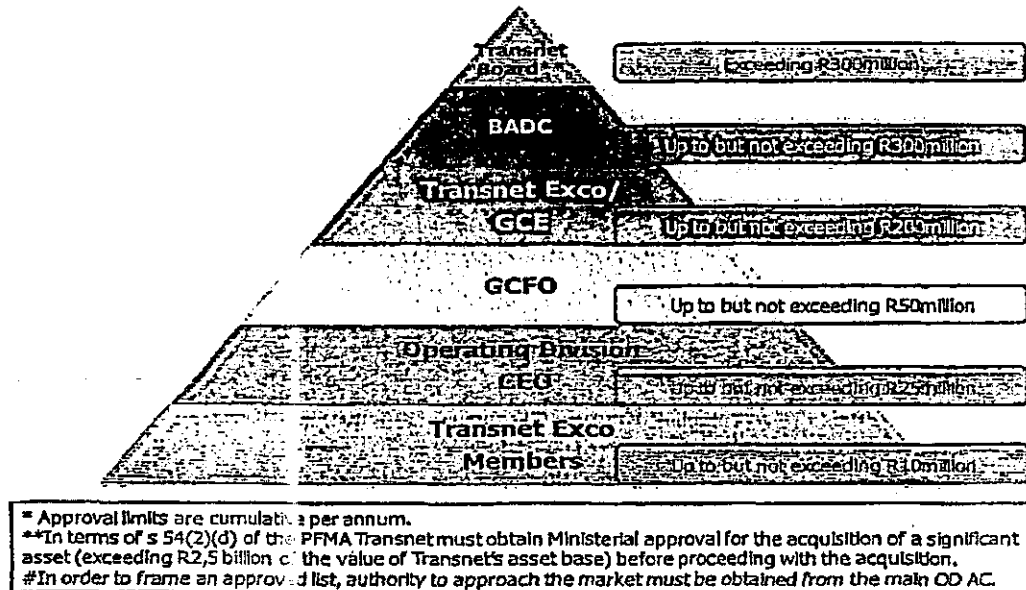 Transnet
Board**
Exceeding R300million
BADC
Up to but not exceeding R300million
Transnet Exco/
GCE
Up to but not exceeding R200million
GCFO
Up to but not exceeding R50million
Operating Division
CEO
Up to but not exceeding R25million
Transnet Exco
Members
Up to but not exceeding R10million
* Approval limits are cumulative per annum.
**In terms of s 54(2)(d) of the PFMA Transnet must obtain Ministerial approval for the acquisition of a significant
asset (exceeding R2,5 billion the value of Transnet's asset base) before proceeding with the acquisition.
#In order to frame an approved list, authority to approach the market must be obtained from the main OD AC.